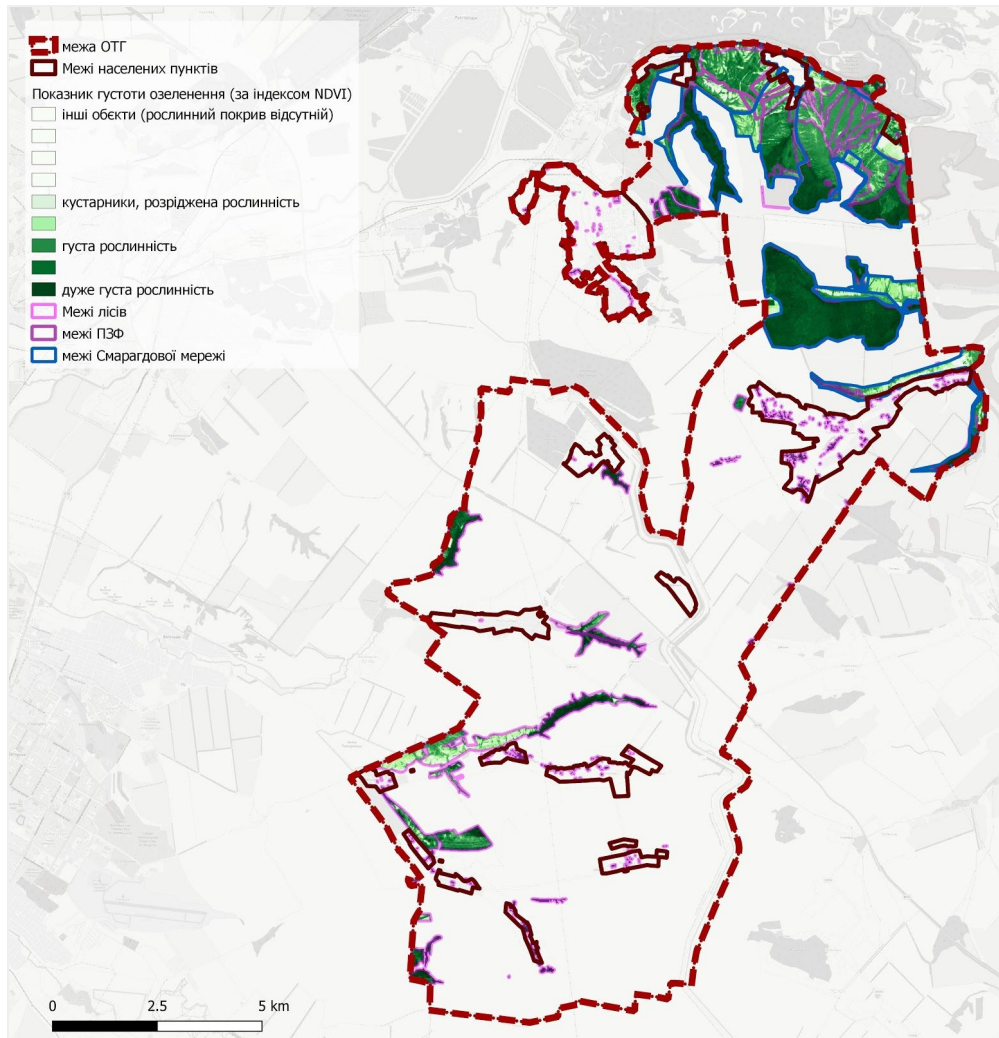 межа ОТГ
Межі населених пунктів
Показник густоти озеленення (за індексом NDVI)
інші обєкти (рослинний покрив відсутній)
кустарники, розріджена рослинність
густа рослинність
дуже густа рослинність
Межі лісів
межі ПЗФ
межі Смарагдової мережі
0 2.5 5 km